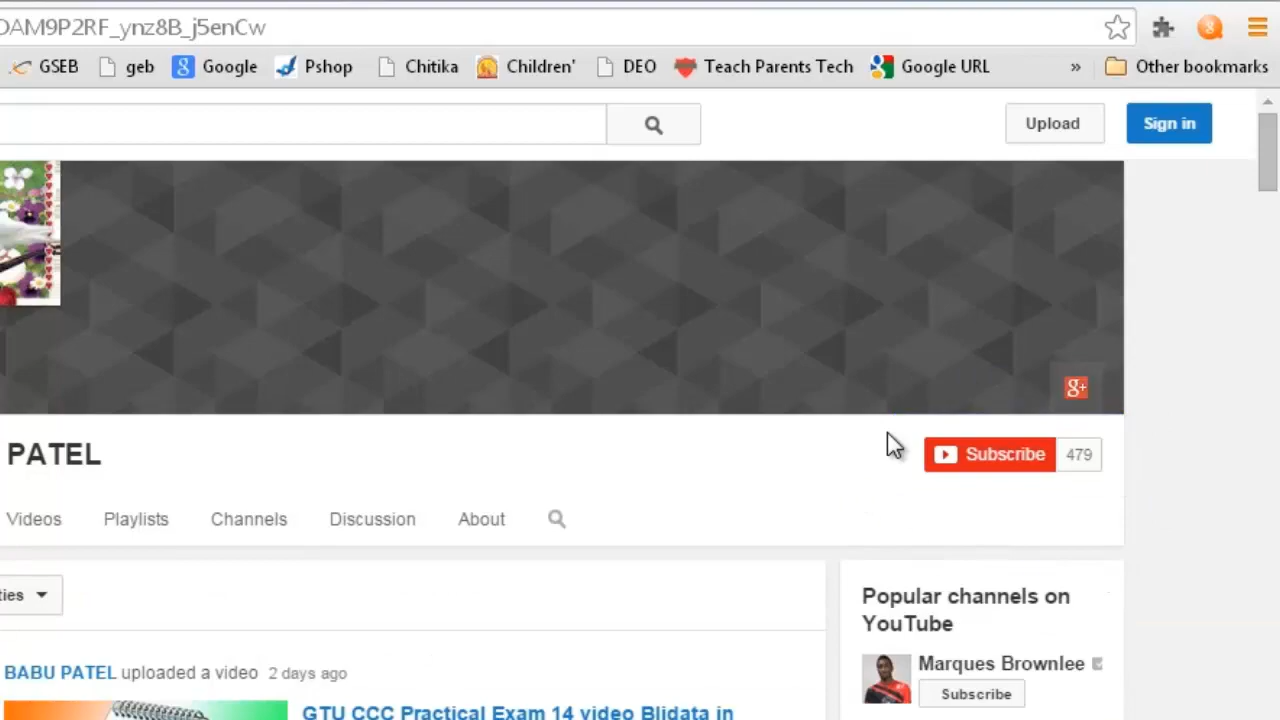 DAM9P2RF_ynz8B_j5enCw
GSEB geb Google Pshop Chitika Children' DEO Teach Parents Tech Google URL » Other bookmarks
Upload Sign in
g+
PATEL
Subscribe 479
Videos Playlists Channels Discussion About
ties
Popular channels on
YouTube
Marques Brownlee
Subscribe
BABU PATEL uploaded a video 2 days ago
GTU CCC Practical Exam 14 video Blidata in